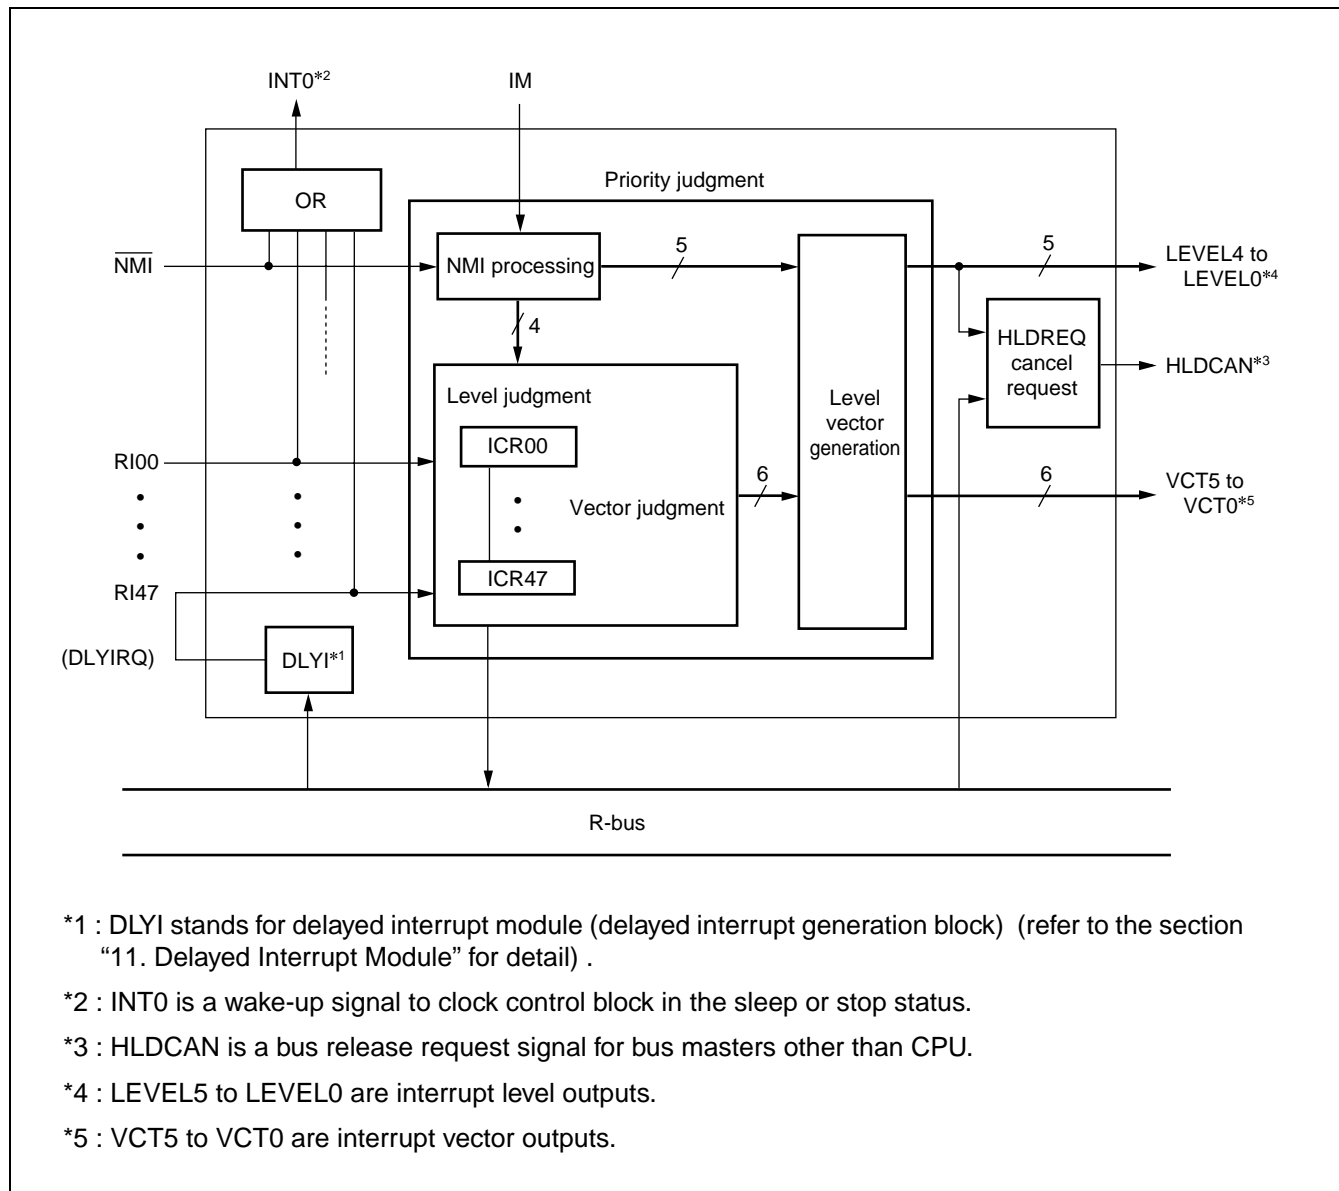 INT0*2
IM
Priority judgment
OR
NMI
NMI processing
5
5
LEVEL4 to
LEVEL0*4
4
HLDREQ
cancel
request
HLDCAN*3
Level judgment
Level
vector
generation
ICR00
RI00
6
6
VCT5 to
VCT0*5
Vector judgment
ICR47
RI47
(DLYIRQ)
DLYI*1
R-bus
*1 : DLYI stands for delayed interrupt module (delayed interrupt generation block) (refer to the section
“11. Delayed Interrupt Module” for detail) .
*2 : INT0 is a wake-up signal to clock control block in the sleep or stop status.
*3 : HLDCAN is a bus release request signal for bus masters other than CPU.
*4 : LEVEL5 to LEVEL0 are interrupt level outputs.
*5 : VCT5 to VCT0 are interrupt vector outputs.